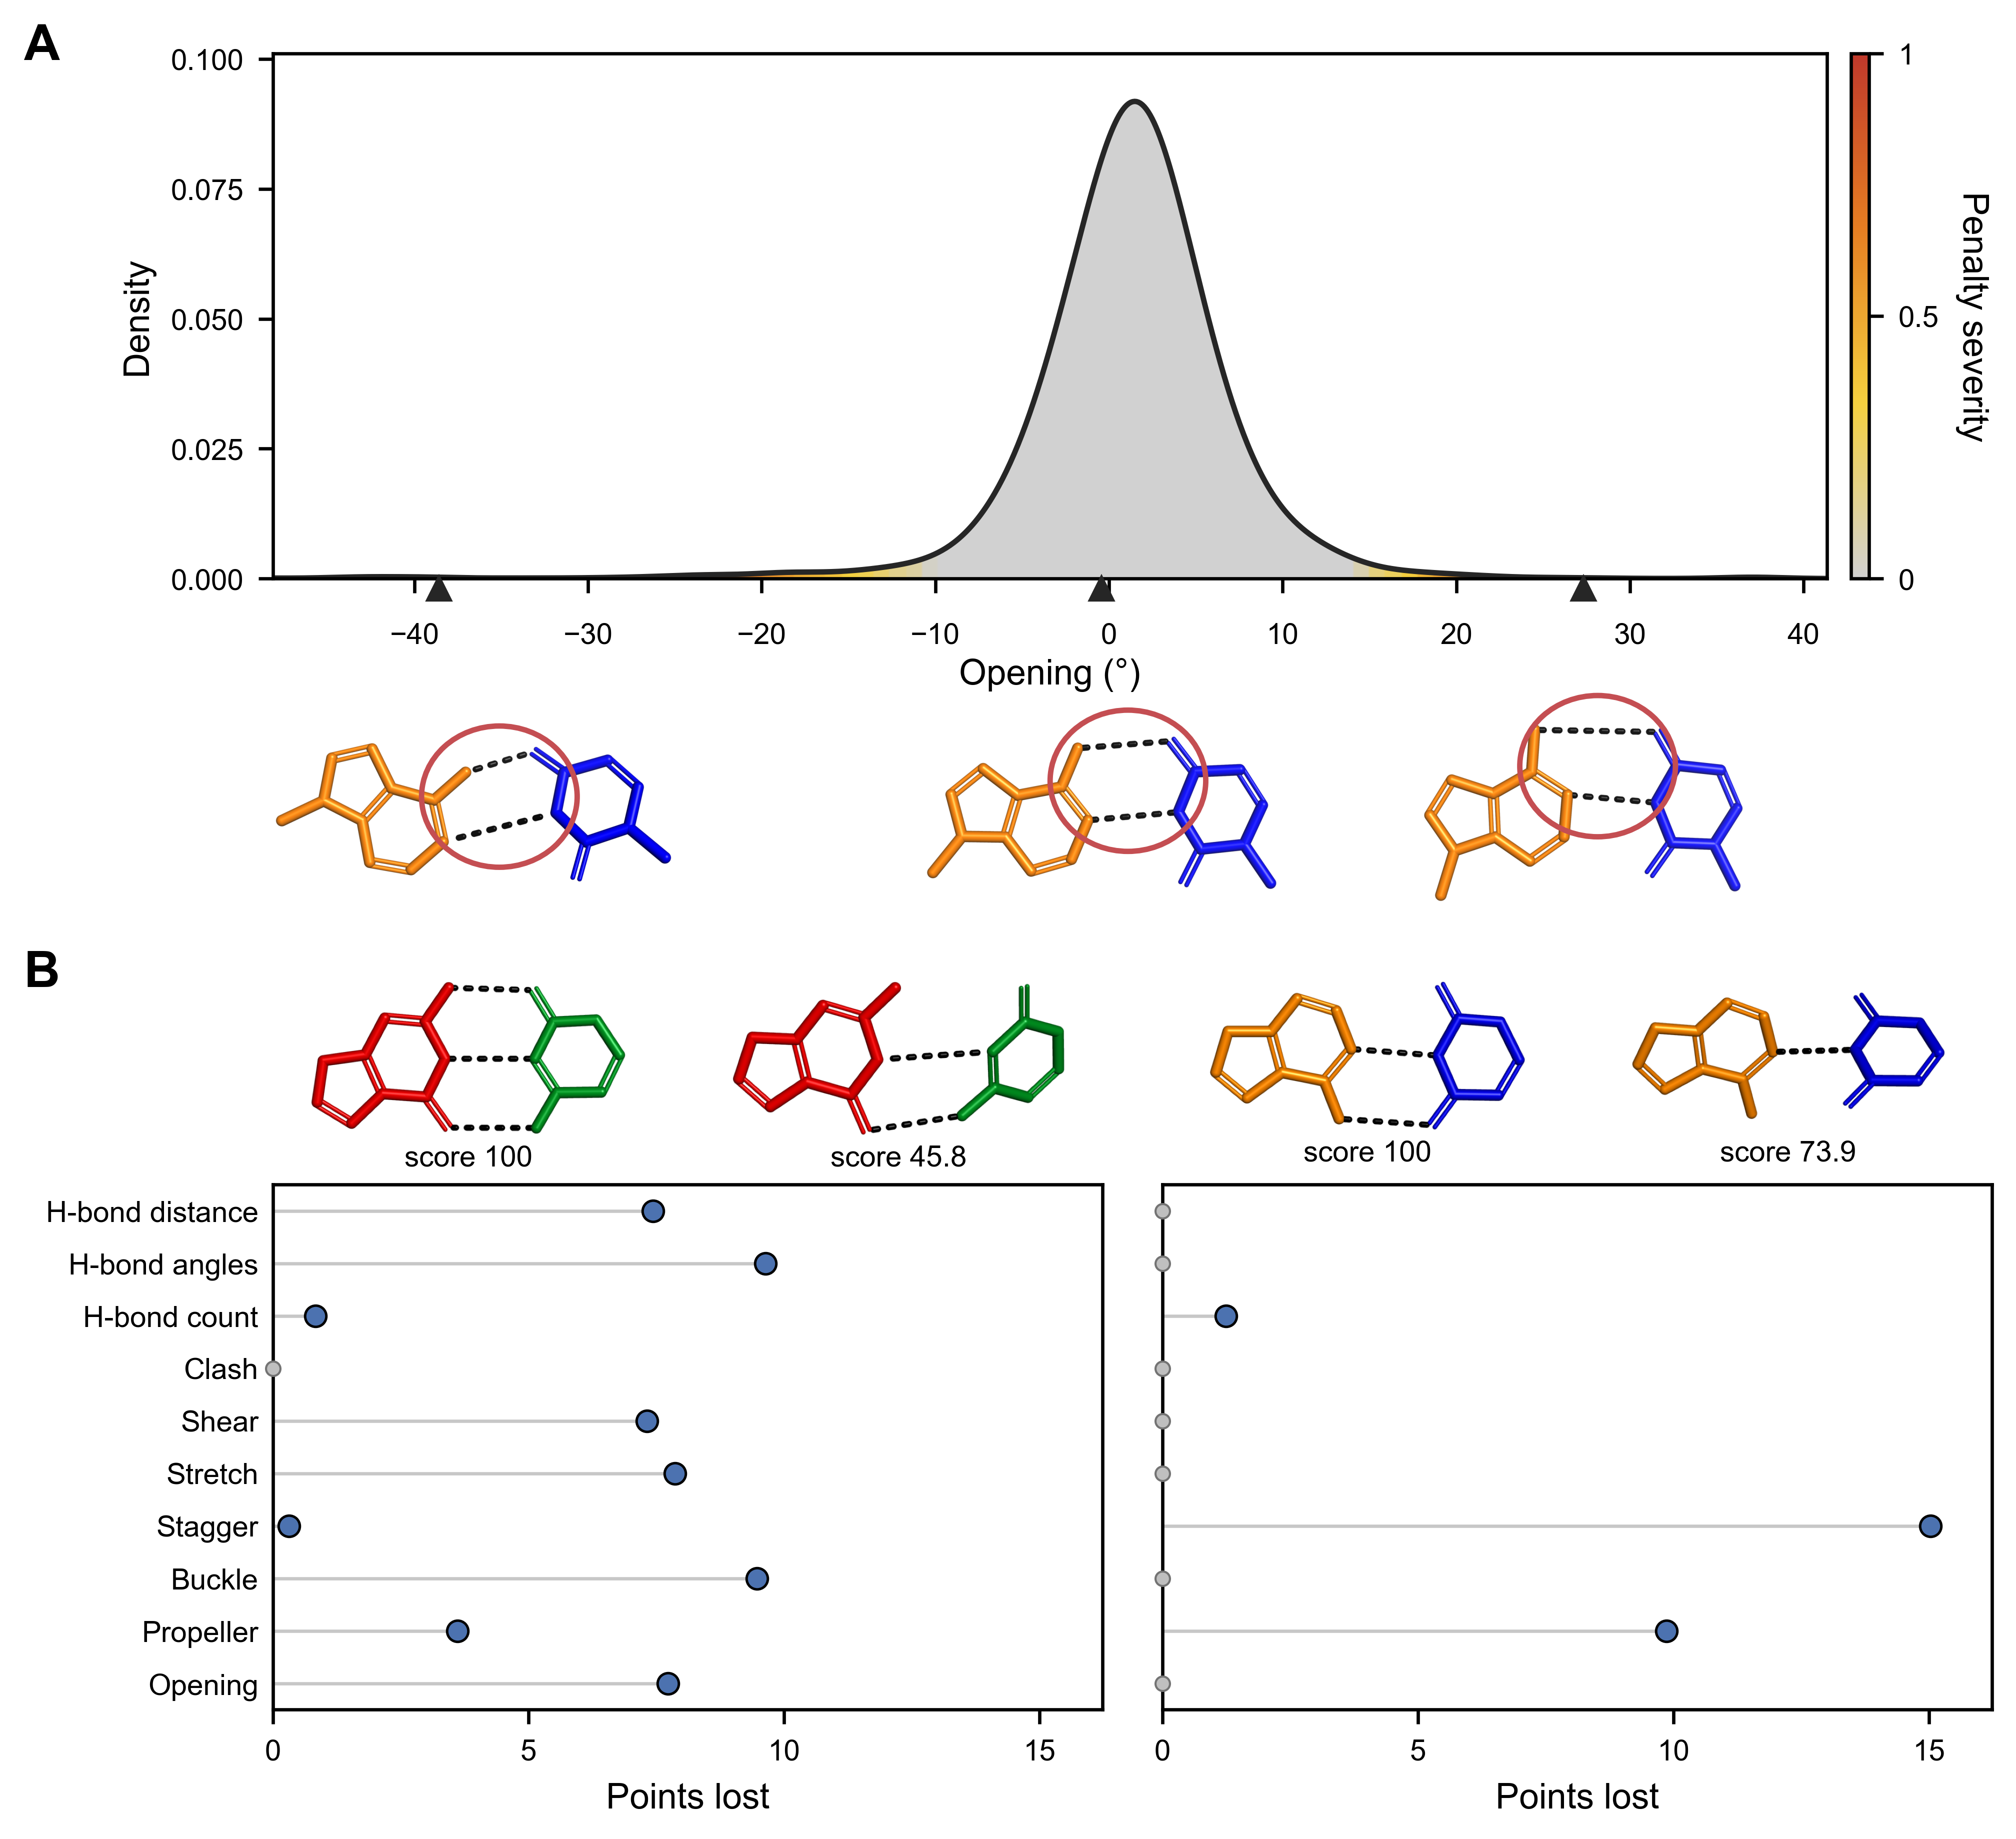 A
0.100
0.075
0.050
0.025
0.000
Density
−40 −30 −20 −10 0 10 20 30 40
Opening (°)
1
0.5
0
Penalty severity
B
score 100
score 45.8
score 100
score 73.9
H-bond distance
H-bond angles
H-bond count
Clash
Shear
Stretch
Stagger
Buckle
Propeller
Opening
0 5 10 15
Points lost
0 5 10 15
Points lost